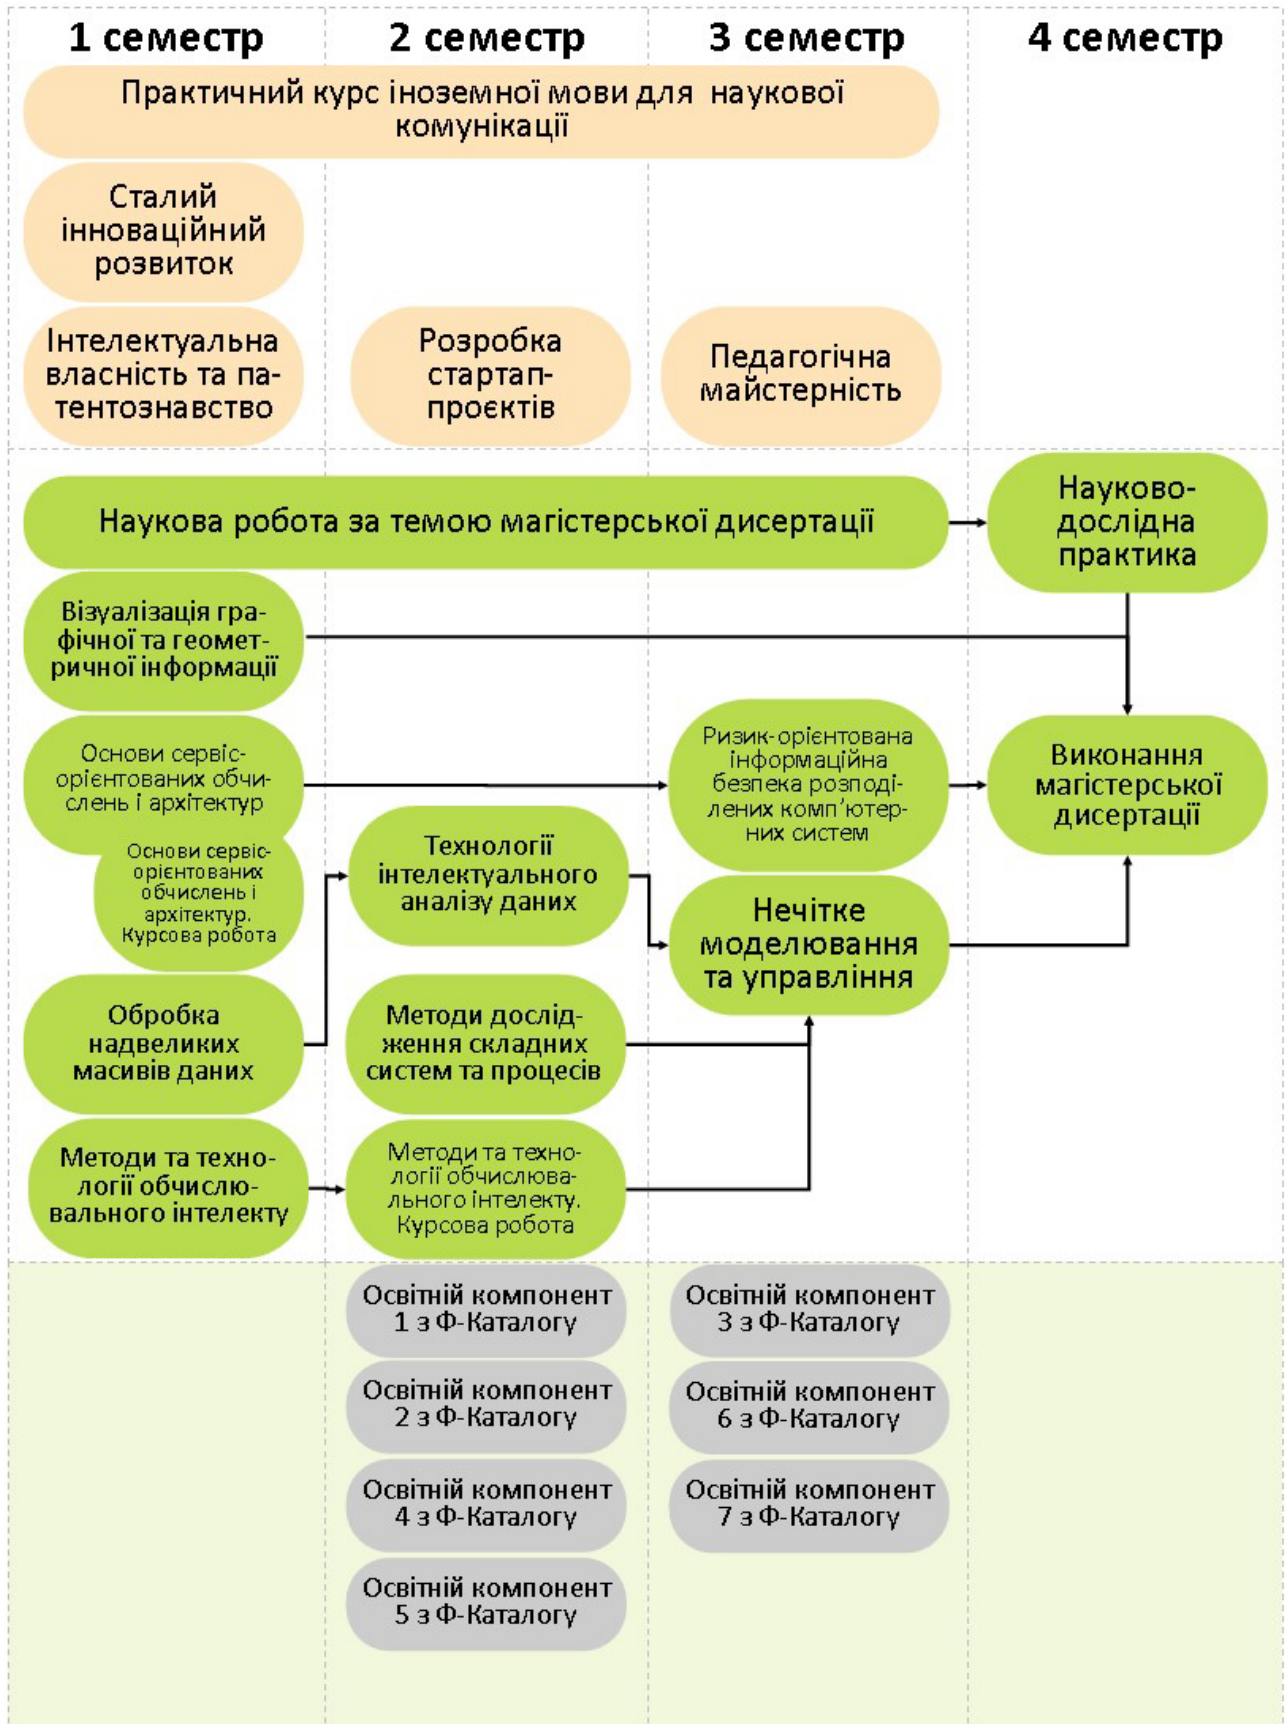 1 семестр
2 семестр
3 семестр
4 семестр
Практичний курс іноземної мови для наукової
комунікації
Сталий
інноваційний
розвиток
Інтелектуальна
власність та па-
тентознавство
Розробка
стартап-
проєктів
Педагогічна
майстерність
Наукова робота за темою магістерської дисертації
Науково-
дослідна
практика
Візуалізація гра-
фічної та геомет-
ричної інформації
Основи сервіс-
орієнтованих обчи-
слень і архітектур
Ризик-орієнтована
інформаційна
безпека розподі-
лених комп’ютер-
них систем
Виконання
магістерської
дисертації
Основи сервіс-
орієнтованих
обчислень і
архітектур.
Курсова робота
Технології
інтелектуального
аналізу даних
Нечітке
моделювання
та управління
Обробка
надвеликих
масивів даних
Методи дослід-
ження складних
систем та процесів
Методи та техно-
логії обчислю-
вального інтелекту
Методи та техно-
логії обчислюва-
льного інтелекту.
Курсова робота
Освітній компонент
1 з Ф-Каталогу
Освітній компонент
3 з Ф-Каталогу
Освітній компонент
2 з Ф-Каталогу
Освітній компонент
6 з Ф-Каталогу
Освітній компонент
4 з Ф-Каталогу
Освітній компонент
7 з Ф-Каталогу
Освітній компонент
5 з Ф-Каталогу